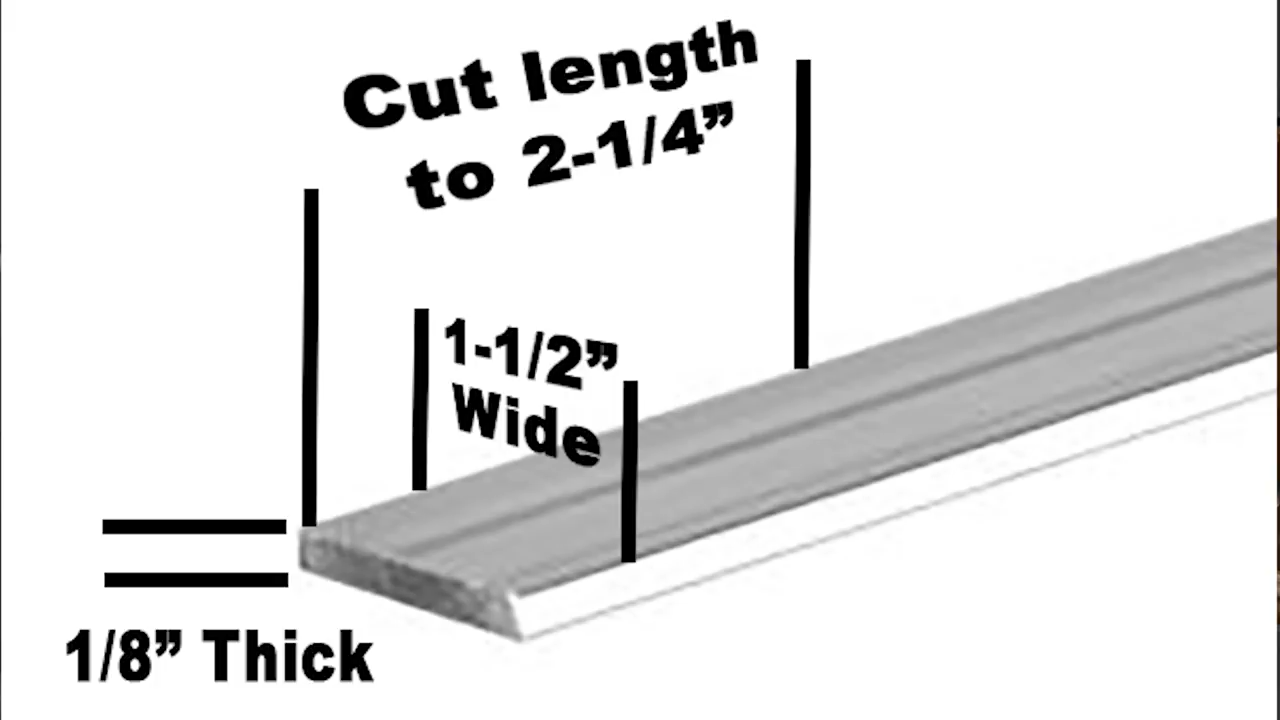 Cut length
to 2-1/4”
1-1/2”
Wide
1/8” Thick